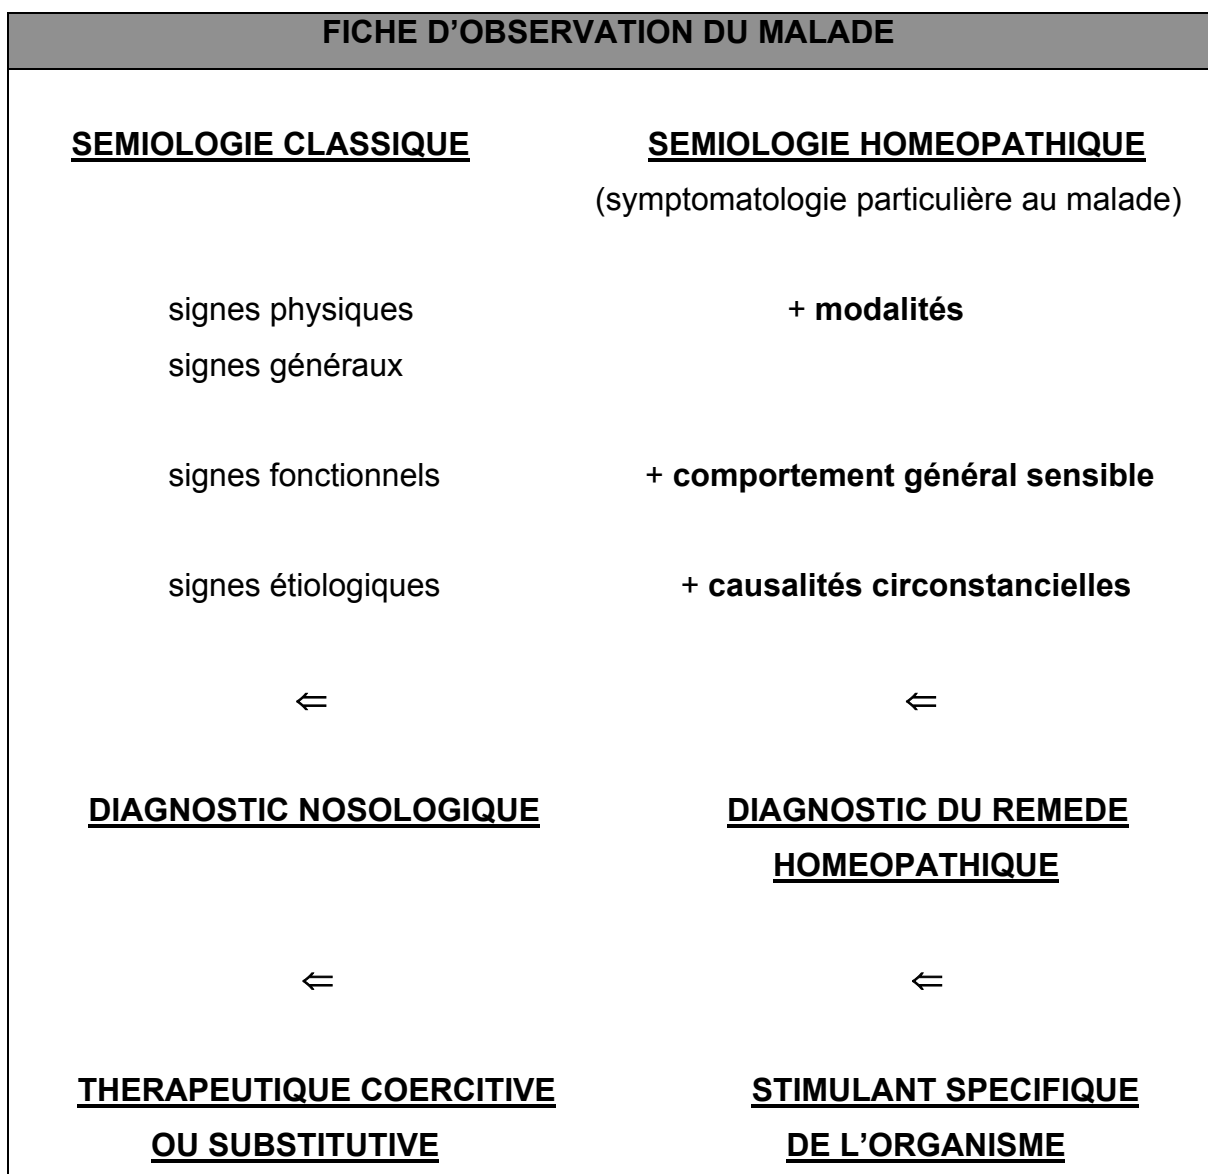 FICHE D’OBSERVATION DU MALADE
SEMIOLOGIE CLASSIQUE SEMIOLOGIE HOMEOPATHIQUE
(symptomatologie particulière au malade)
signes physiques + modalités
signes généraux
signes fonctionnels + comportement général sensible
signes étiologiques + causalités circonstancielles
⇐ ⇐
DIAGNOSTIC NOSOLOGIQUE DIAGNOSTIC DU REMEDE
HOMEOPATHIQUE
⇐ ⇐
THERAPEUTIQUE COERCITIVE STIMULANT SPECIFIQUE
OU SUBSTITUTIVE DE L’ORGANISME